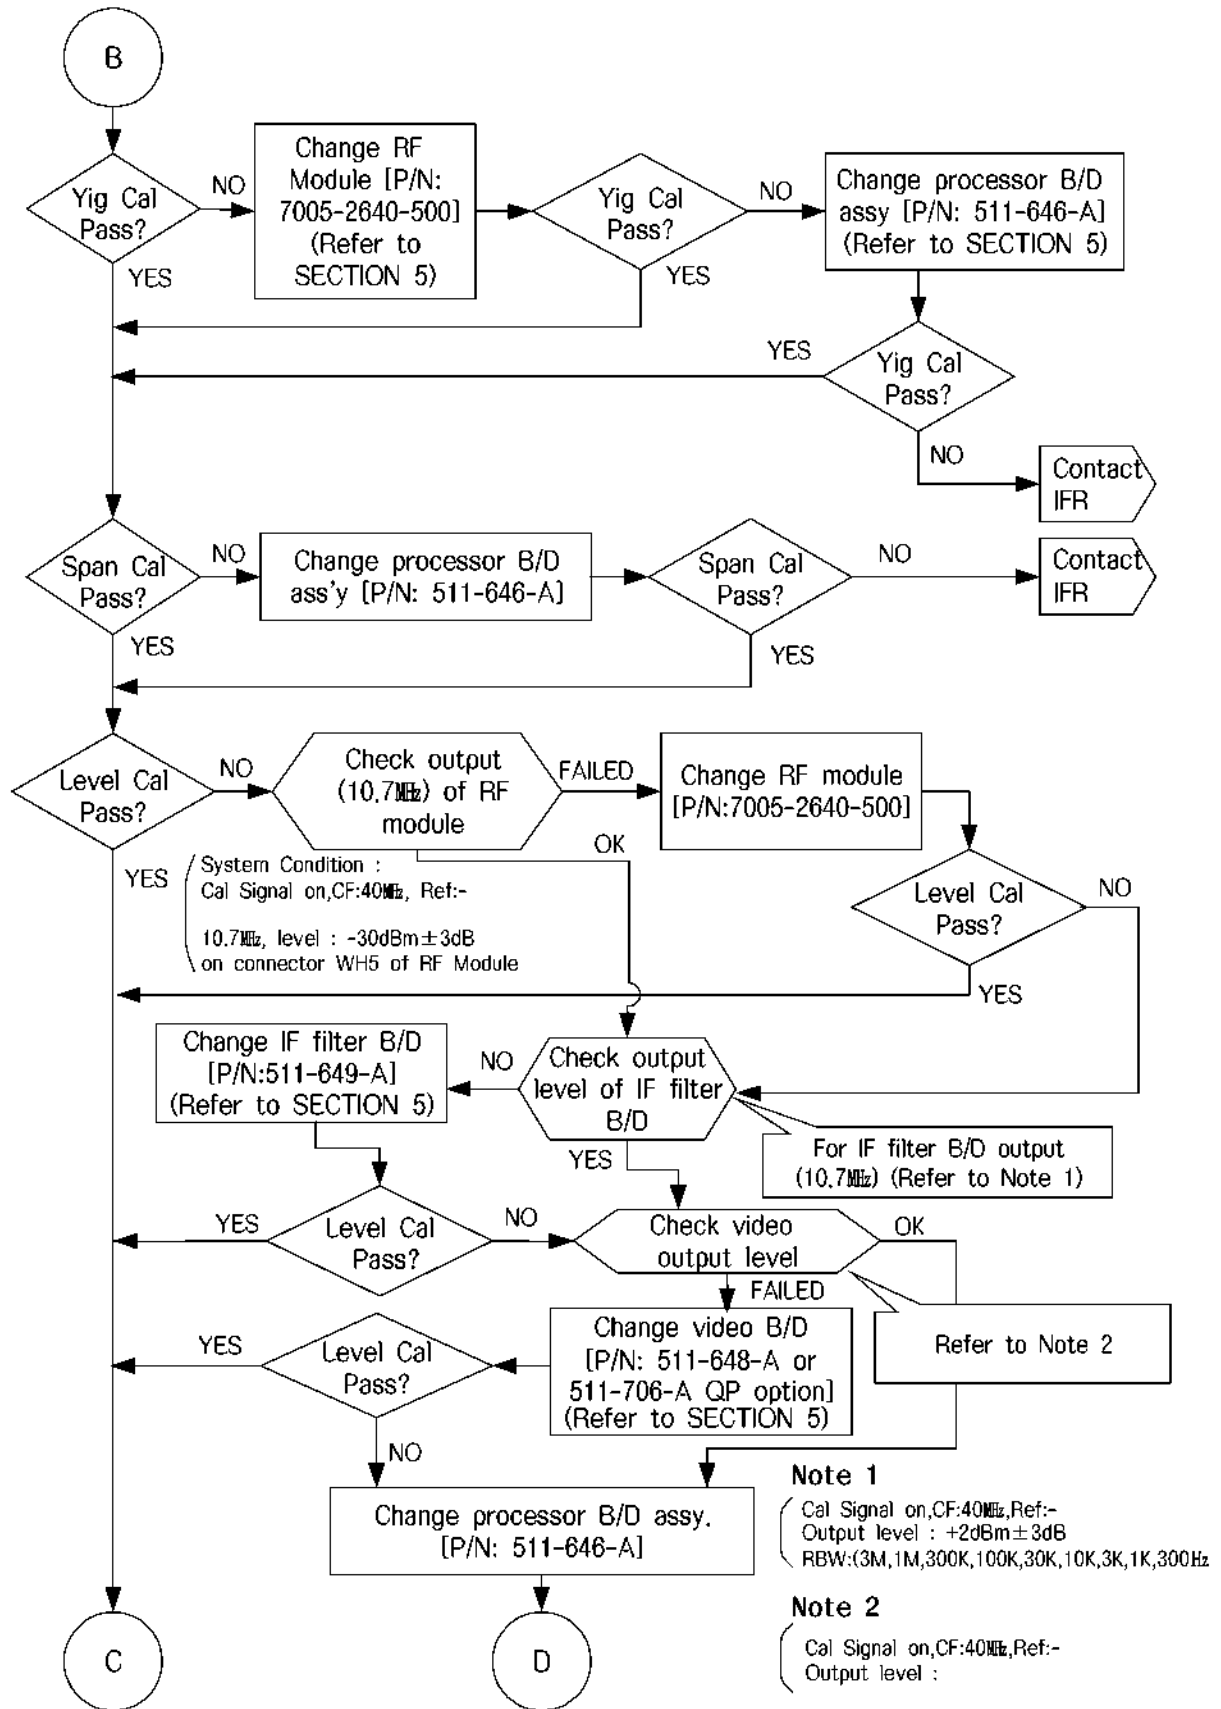 B
Yig Cal
Pass?
NO
Change RF
Module [P/N:
7005-2640-500]
(Refer to
SECTION 5)
Yig Cal
Pass?
NO
Change processor B/D
assy [P/N: 511-646-A]
(Refer to SECTION 5)
YES
YES
YES
Yig Cal
Pass?
NO
Contact
IFR
Span Cal
Pass?
NO
Change processor B/D
ass'y [P/N: 511-646-A]
Span Cal
Pass?
NO
Contact
IFR
YES
YES
Level Cal
Pass?
NO
Check output
(10.7MHz) of RF
module
FAILED
Change RF module
[P/N:7005-2640-500]
OK
YES
System Condition :
Cal Signal on,CF:40MHz, Ref:-
10.7MHz, level : -30dBm±3dB
on connector WH5 of RF Module
Level Cal
Pass?
NO
YES
Change IF filter B/D
[P/N:511-649-A]
(Refer to SECTION 5)
NO
Check output
level of IF filter
B/D
YES
For IF filter B/D output
(10.7MHz) (Refer to Note 1)
YES
Level Cal
Pass?
NO
Check video
output level
OK
FAILED
YES
Level Cal
Pass?
Change video B/D
[P/N: 511-648-A or
511-706-A QP option]
(Refer to SECTION 5)
Refer to Note 2
NO
Change processor B/D assy.
[P/N: 511-646-A]
Note 1
Cal Signal on,CF:40MHz,Ref:-
Output level : +2dBm±3dB
RBW:(3M,1M,300K,100K,30K,10K,3K,1K,300Hz
Note 2
Cal Signal on,CF:40MHz,Ref:-
Output level :
C
D